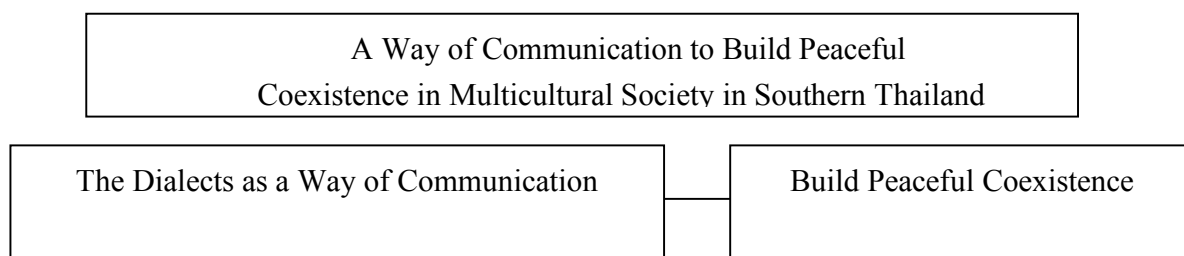 A Way of Communication to Build Peaceful
Coexistence in Multicultural Society in Southern Thailand
The Dialects as a Way of Communication
Build Peaceful Coexistence